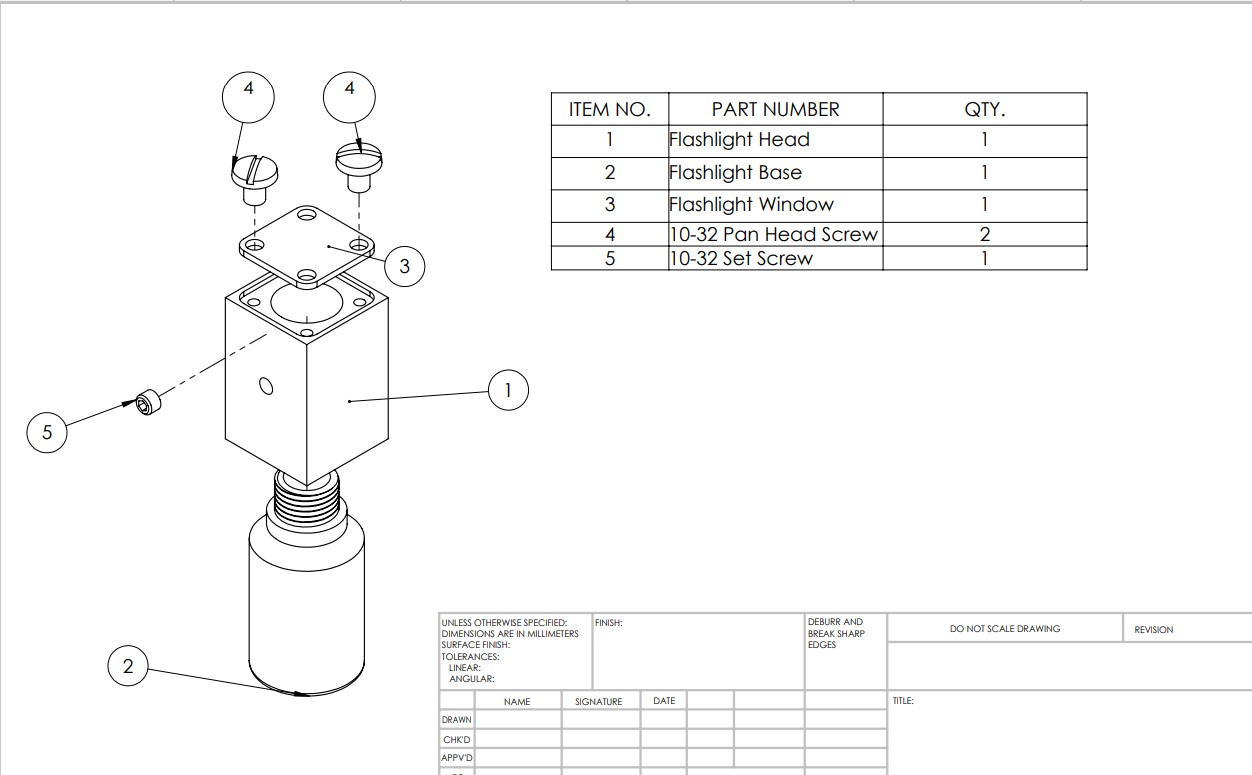 4
4
ITEM NO. PART NUMBER QTY.
1 Flashlight Head 1
2 Flashlight Base 1
3 Flashlight Window 1
4 10-32 Pan Head Screw 2
5 10-32 Set Screw 1
3
1
5
2
UNLESS OTHERWISE SPECIFIED:
DIMENSIONS ARE IN MILLIMETERS
SURFACE FINISH:
TOLERANCES:
LINEAR:
ANGULAR:
FINISH:
DEBURR AND
BREAK SHARP
EDGES
DO NOT SCALE DRAWING
REVISION
NAME SIGNATURE DATE
TITLE:
DRAWN
CHK'D
APPV'D